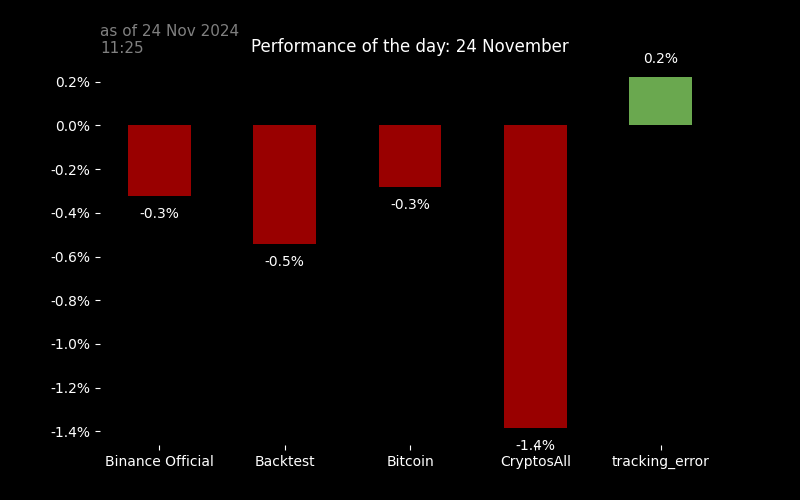 as of 24 Nov 2024
11:25
Performance of the day: 24 November
0.2%
0.2%
0.0%
-0.2%
-0.4%
-0.6%
-0.8%
-1.0%
-1.2%
-1.4%
-0.3%
-0.5%
-0.3%
-1.4%
Binance Official
Backtest
Bitcoin
CryptosAll
tracking_error